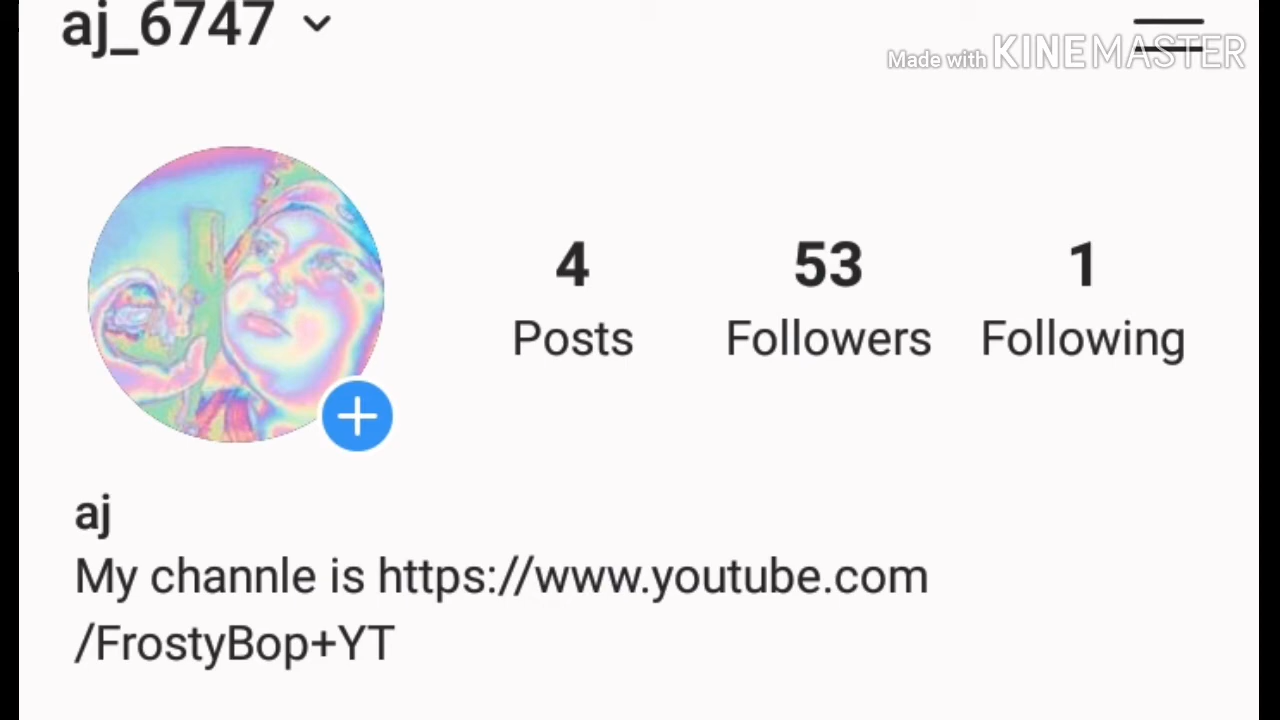 aj_6747
Made with KINEMASTER
4 53 1
Posts Followers Following
aj
My channle is https://www.youtube.com
/FrostyBop+YT